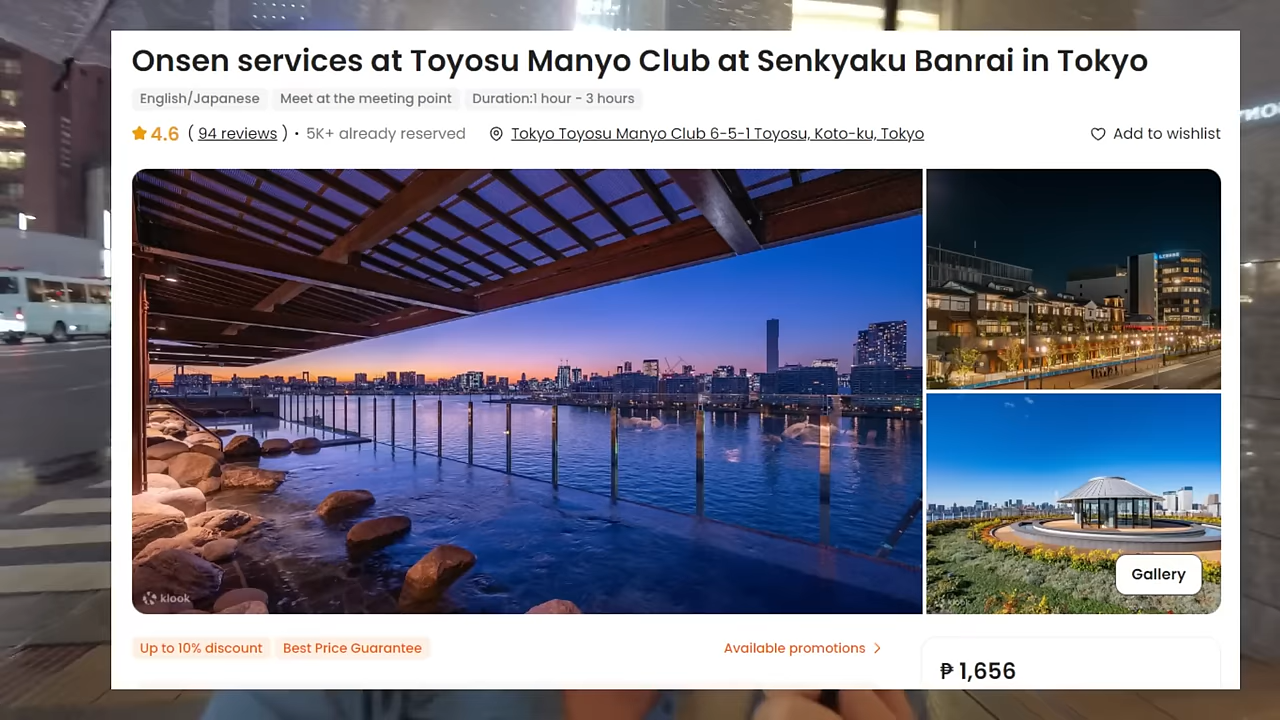 Onsen services at Toyosu Manyo Club at Senkyaku Banrai in Tokyo
English/Japanese Meet at the meeting point Duration:1 hour - 3 hours
4.6 ( 94 reviews ) • 5K+ already reserved Tokyo Toyosu Manyo Club 6-5-1 Toyosu, Koto-ku, Tokyo Add to wishlist
klook
Gallery
Up to 10% discount Best Price Guarantee Available promotions
₱ 1,656